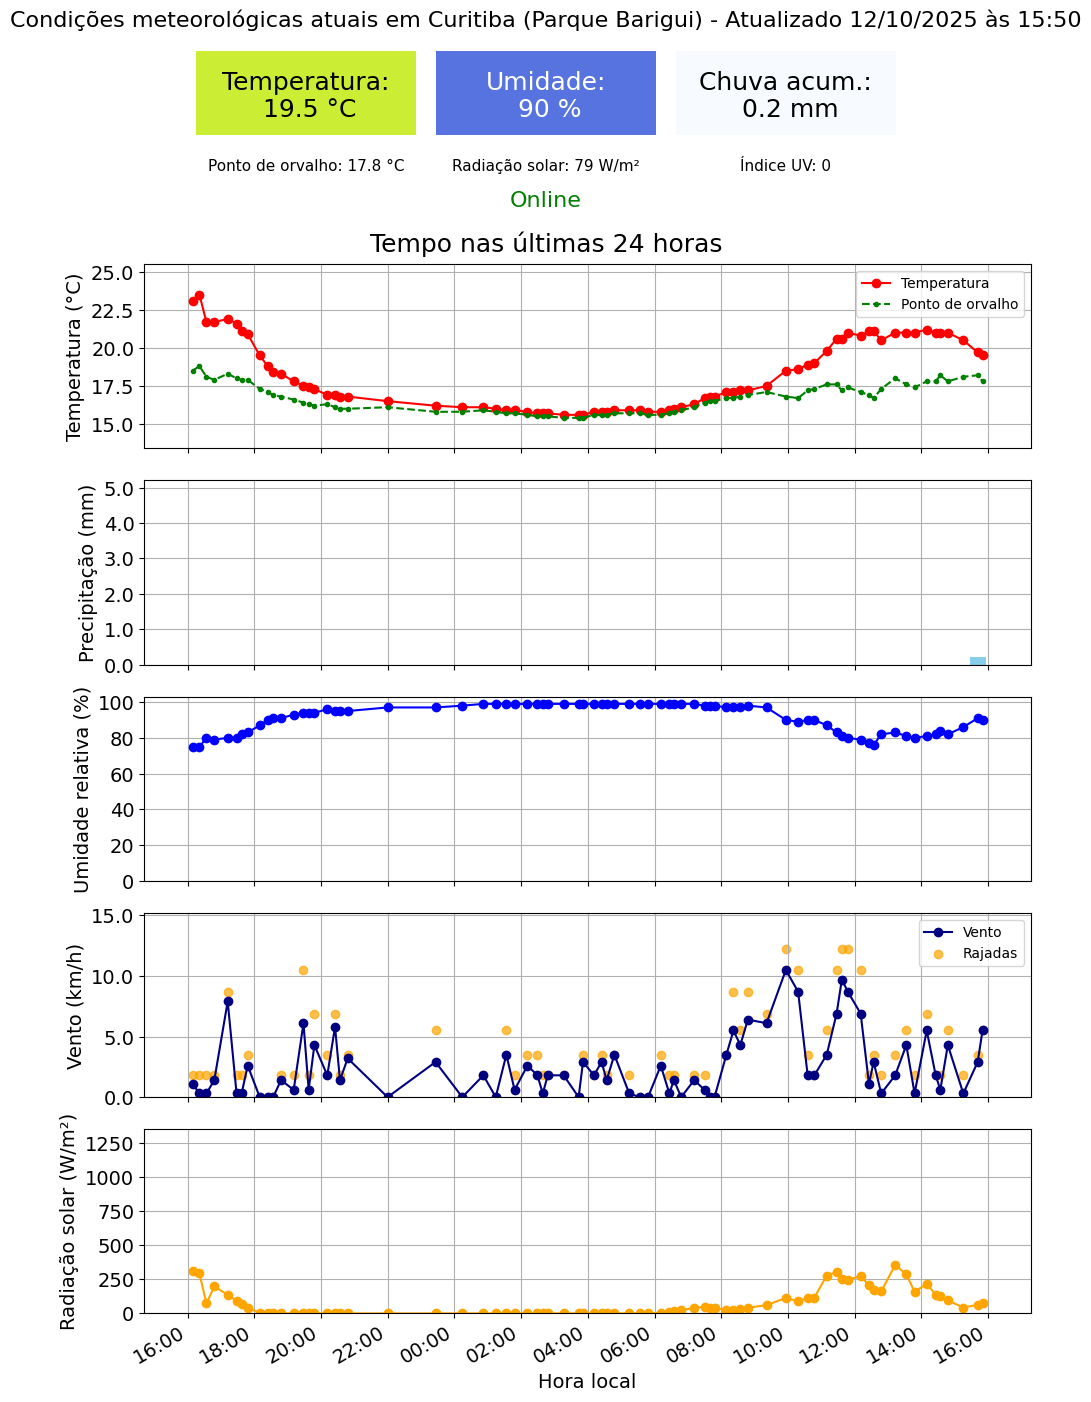 Condições meteorológicas atuais em Curitiba (Parque Barigui) - Atualizado 12/10/2025 às 15:50
Temperatura:
19.5 °C
Umidade:
90 %
Chuva acum.:
0.2 mm
Ponto de orvalho: 17.8 °C
Radiação solar: 79 W/m²
Índice UV: 0
Online
Tempo nas últimas 24 horas
Temperatura (°C)
25.0
22.5
20.0
17.5
15.0
Temperatura
Ponto de orvalho
Precipitação (mm)
5.0
4.0
3.0
2.0
1.0
0.0
Umidade relativa (%)
100
80
60
40
20
0
Vento (km/h)
15.0
10.0
5.0
0.0
Vento
Rajadas
Radiação solar (W/m²)
1250
1000
750
500
250
0
16:00
18:00
20:00
22:00
00:00
02:00
04:00
06:00
08:00
10:00
12:00
14:00
16:00
Hora local